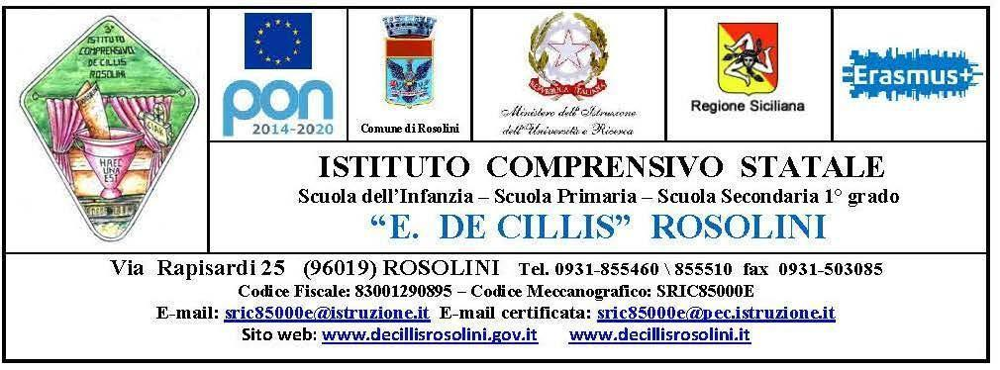 3°
ISTITUTO
COMPRENSIVO
DE CILLIS
ROSOLINI
HAEC
UNA
EST
pon
2014-2020
Comune di Rosolini
REPVBBLICA ITALIANA
Ministero dell'Istruzione
dell'Università e Ricerca
Regione Siciliana
Erasmus+
ISTITUTO COMPRENSIVO STATALE
Scuola dell'Infanzia – Scuola Primaria – Scuola Secondaria 1° grado
“E. DE CILLIS” ROSOLINI
Via Rapisardi 25 (96019) ROSOLINI Tel. 0931-855460 \ 855510 fax 0931-503085
Codice Fiscale: 83001290895 – Codice Meccanografico: SRIC85000E
E-mail: sric85000e@istruzione.it E-mail certificata: sric85000e@pec.istruzione.it
Sito web: www.decillisrosolini.gov.it www.decillisrosolini.it